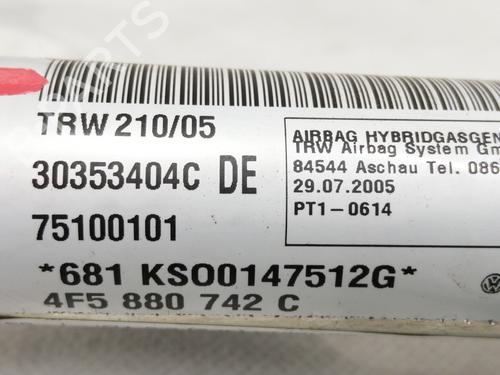 TRW 210/05
30353404C DE
75100101
*681 KSO0147512G*
4F5 880 742 C
AIRBAG HYBRIDGASGEN
TRW Airbag System Gm
84544 Aschau Tel. 086
29.07.2005
PT1-0614